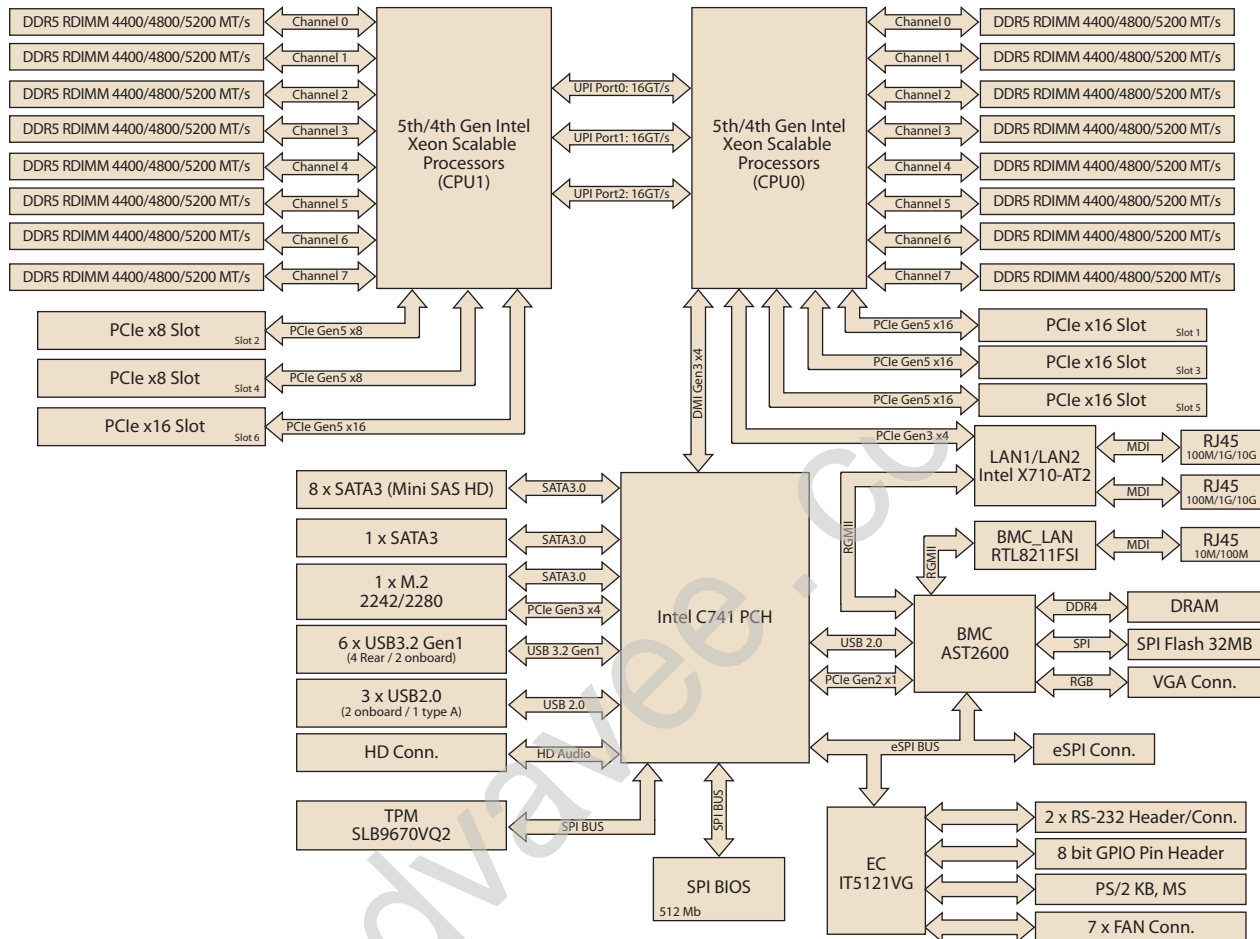 DDR5 RDIMM 4400/4800/5200 MT/s
Channel 0
DDR5 RDIMM 4400/4800/5200 MT/s
Channel 1
DDR5 RDIMM 4400/4800/5200 MT/s
Channel 2
DDR5 RDIMM 4400/4800/5200 MT/s
Channel 3
DDR5 RDIMM 4400/4800/5200 MT/s
Channel 4
DDR5 RDIMM 4400/4800/5200 MT/s
Channel 5
DDR5 RDIMM 4400/4800/5200 MT/s
Channel 6
DDR5 RDIMM 4400/4800/5200 MT/s
Channel 7
5th/4th Gen Intel
Xeon Scalable
Processors
(CPU1)
UPI Port0: 16GT/s
UPI Port1: 16GT/s
UPI Port2: 16GT/s
5th/4th Gen Intel
Xeon Scalable
Processors
(CPU0)
Channel 0
DDR5 RDIMM 4400/4800/5200 MT/s
Channel 1
DDR5 RDIMM 4400/4800/5200 MT/s
Channel 2
DDR5 RDIMM 4400/4800/5200 MT/s
Channel 3
DDR5 RDIMM 4400/4800/5200 MT/s
Channel 4
DDR5 RDIMM 4400/4800/5200 MT/s
Channel 5
DDR5 RDIMM 4400/4800/5200 MT/s
Channel 6
DDR5 RDIMM 4400/4800/5200 MT/s
Channel 7
DDR5 RDIMM 4400/4800/5200 MT/s
PCIe x8 Slot
Slot 2
PCIe Gen5 x8
PCIe x8 Slot
Slot 4
PCIe Gen5 x8
PCIe x16 Slot
Slot 6
PCIe Gen5 x16
DMI Gen3 x4
PCIe Gen5 x16
PCIe x16 Slot
Slot 1
PCIe Gen5 x16
PCIe x16 Slot
Slot 3
PCIe Gen5 x16
PCIe x16 Slot
Slot 5
PCIe Gen3 x4
LAN1/LAN2
Intel X710-AT2
MDI
RJ45
100M/1G/10G
MDI
RJ45
100M/1G/10G
RGMII
RGMII
BMC_LAN
RTL8211FSI
MDI
RJ45
10M/100M
8 x SATA3 (Mini SAS HD)
SATA3.0
1 x SATA3
SATA3.0
1 x M.2
2242/2280
SATA3.0
PCIe Gen3 x4
6 x USB3.2 Gen1
(4 Rear / 2 onboard)
USB 3.2 Gen1
3 x USB2.0
(2 onboard / 1 type A)
USB 2.0
HD Conn.
HD Audio
TPM
SLB9670VQ2
SPI BUS
Intel C741 PCH
SPI BUS
SPI BIOS
512 Mb
USB 2.0
PCIe Gen2 x1
BMC
AST2600
DDR4
DRAM
SPI
SPI Flash 32MB
RGB
VGA Conn.
eSPI BUS
eSPI Conn.
EC
IT5121VG
2 x RS-232 Header/Conn.
8 bit GPIO Pin Header
PS/2 KB, MS
7 x FAN Conn.